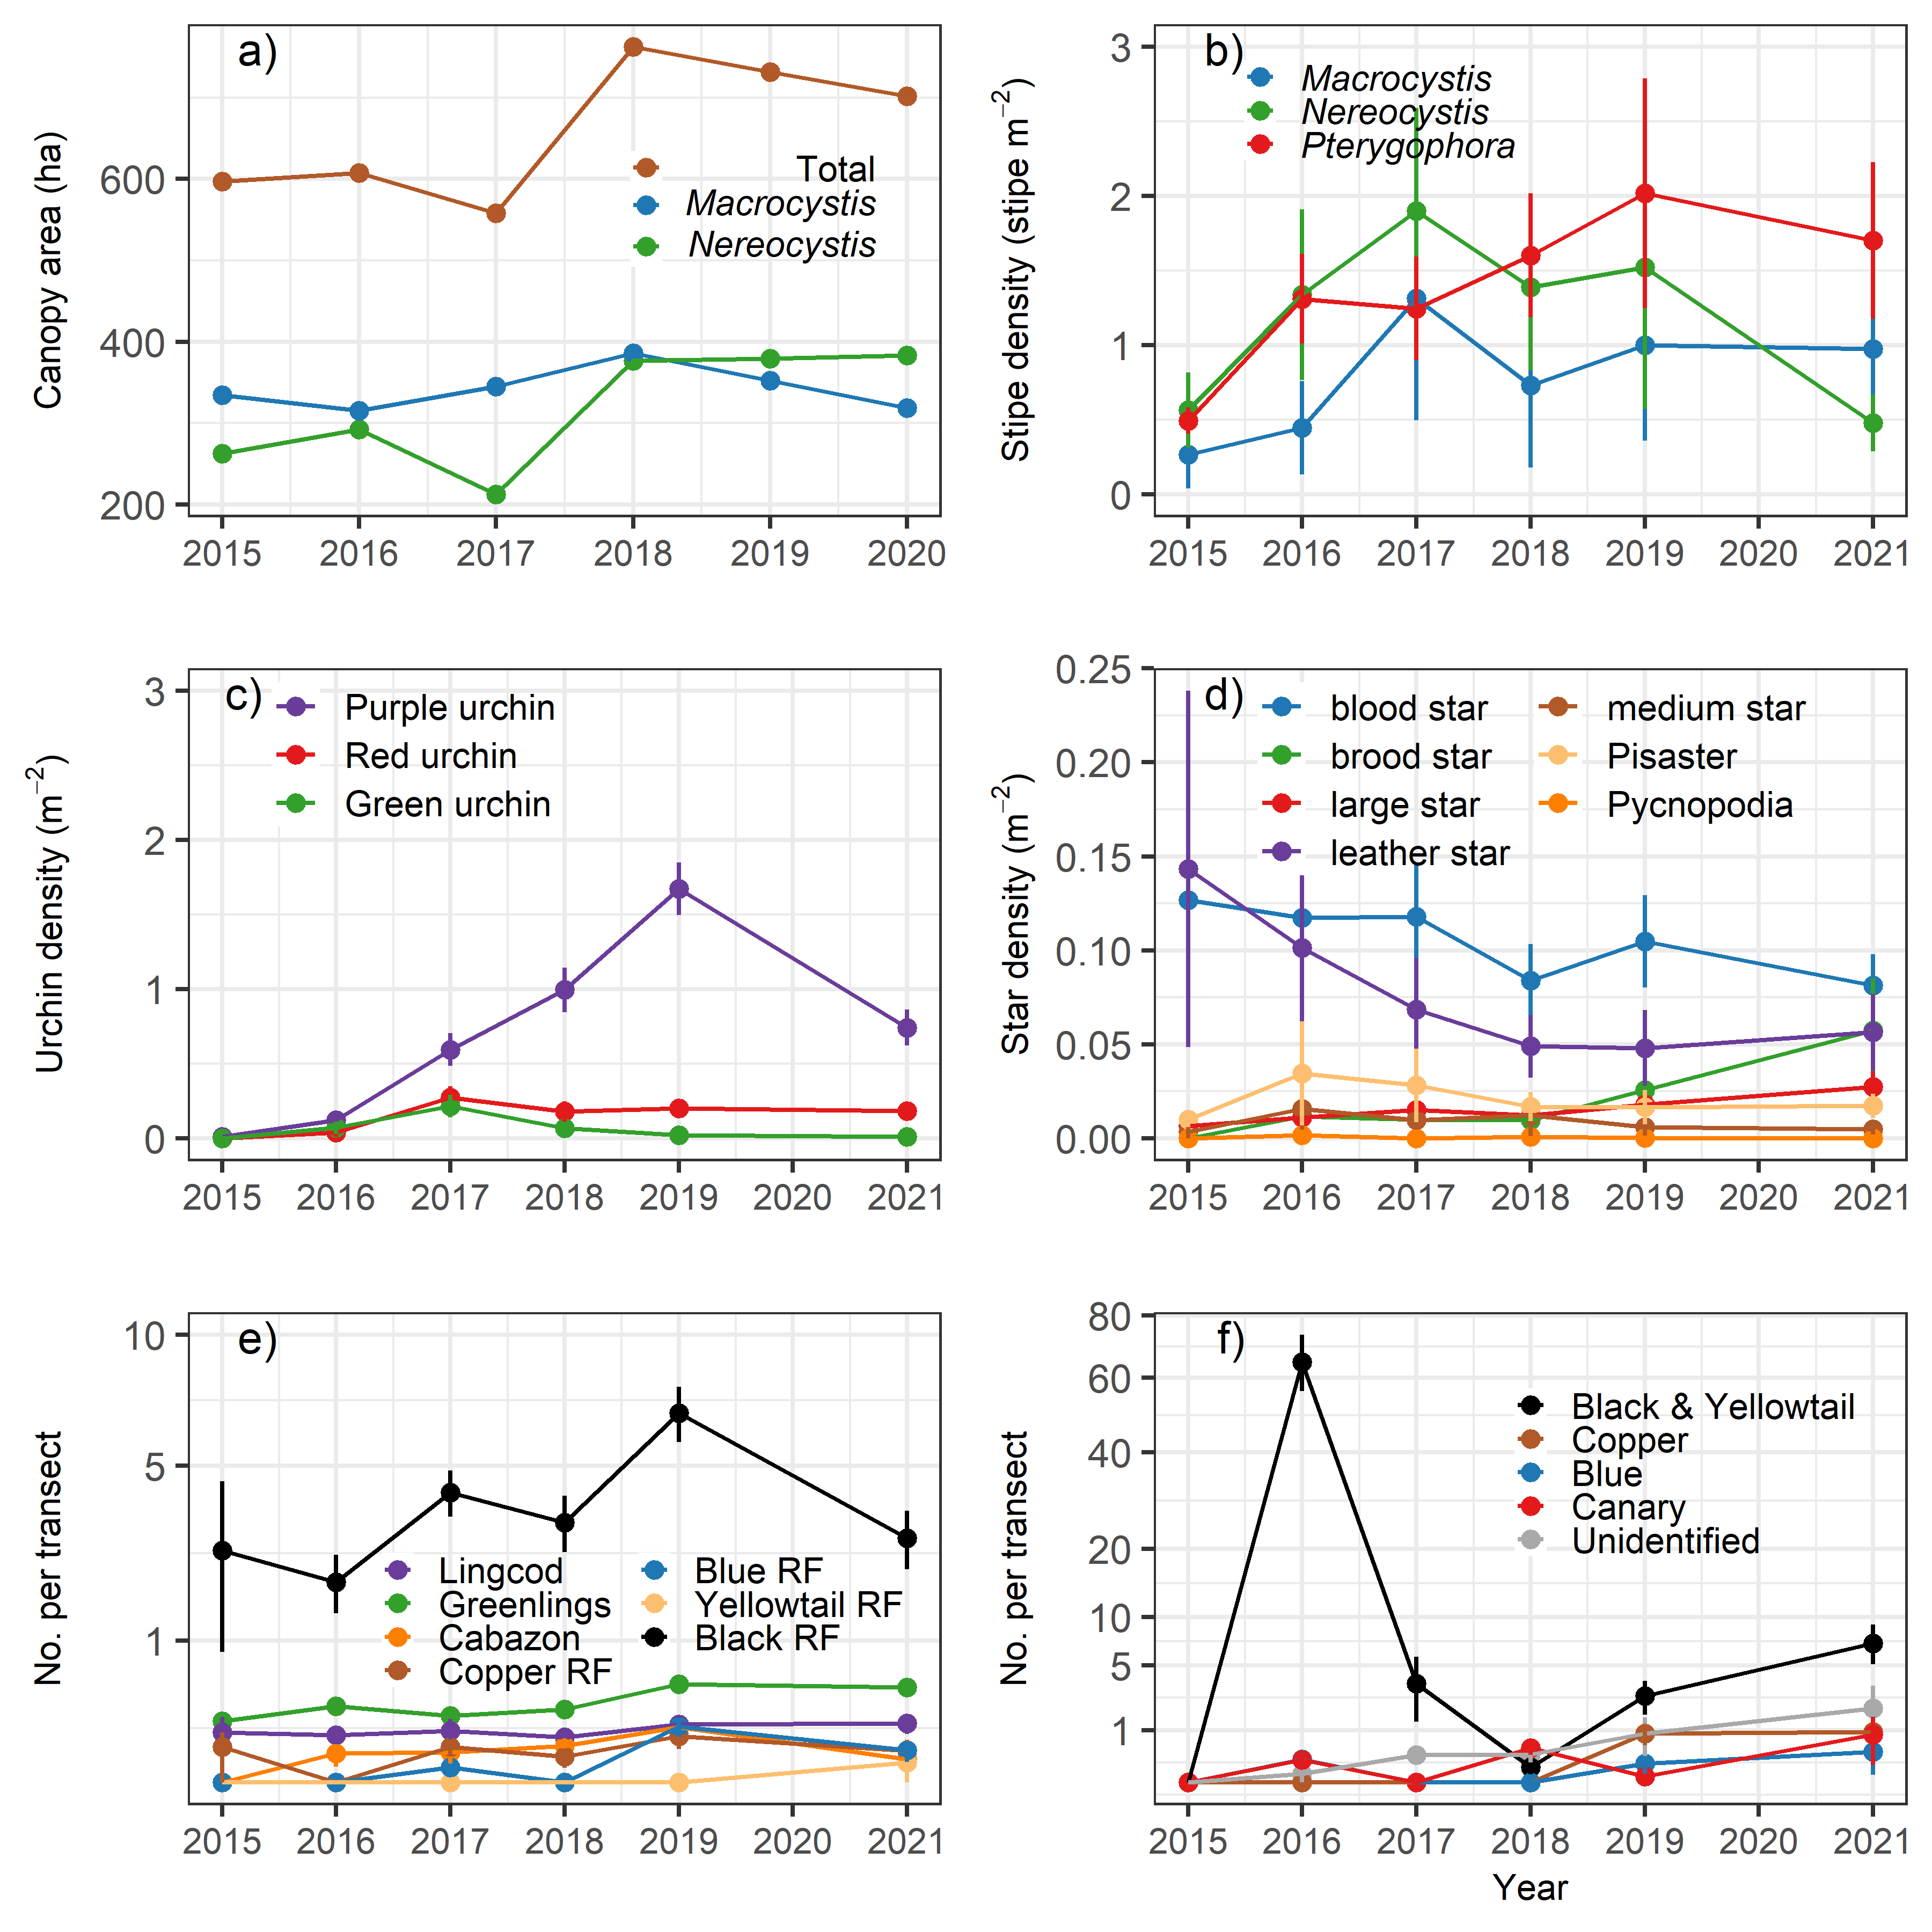 a)
Canopy area (ha)
600
400
200
Total
Macrocystis
Nereocystis
2015 2016 2017 2018 2019 2020
b)
Stipe density (stipe m⁻²)
3
2
1
0
Macrocystis
Nereocystis
Pterygophora
2015 2016 2017 2018 2019 2020 2021
c)
Urchin density (m⁻²)
3
2
1
0
Purple urchin
Red urchin
Green urchin
2015 2016 2017 2018 2019 2020 2021
d)
Star density (m⁻²)
0.25
0.20
0.15
0.10
0.05
0.00
blood star
brood star
large star
leather star
medium star
Pisaster
Pycnopodia
2015 2016 2017 2018 2019 2020 2021
e)
No. per transect
10
5
1
Lingcod
Greenlings
Cabazon
Copper RF
Blue RF
Yellowtail RF
Black RF
2015 2016 2017 2018 2019 2020 2021
f)
No. per transect
80
60
40
20
10
5
1
Black & Yellowtail
Copper
Blue
Canary
Unidentified
2015 2016 2017 2018 2019 2020 2021
Year